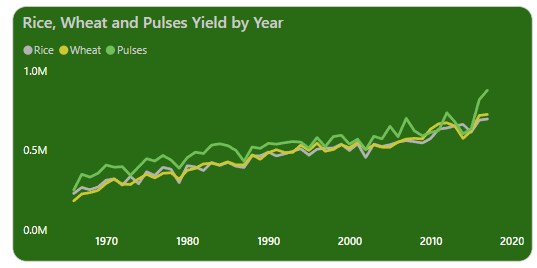 Rice, Wheat and Pulses Yield by Year
Rice Wheat Pulses
1.0M
0.5M
0.0M
1970 1980 1990 2000 2010 2020